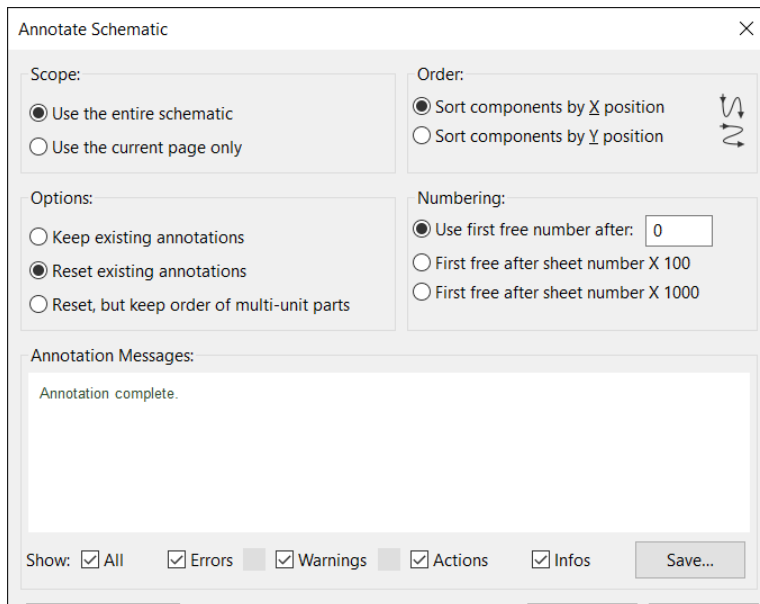 Annotate Schematic
Scope:
Use the entire schematic
Use the current page only
Order:
Sort components by X position
Sort components by Y position
Options:
Keep existing annotations
Reset existing annotations
Reset, but keep order of multi-unit parts
Numbering:
Use first free number after: 0
First free after sheet number X 100
First free after sheet number X 1000
Annotation Messages:
Annotation complete.
Show: All Errors Warnings Actions Infos Save...